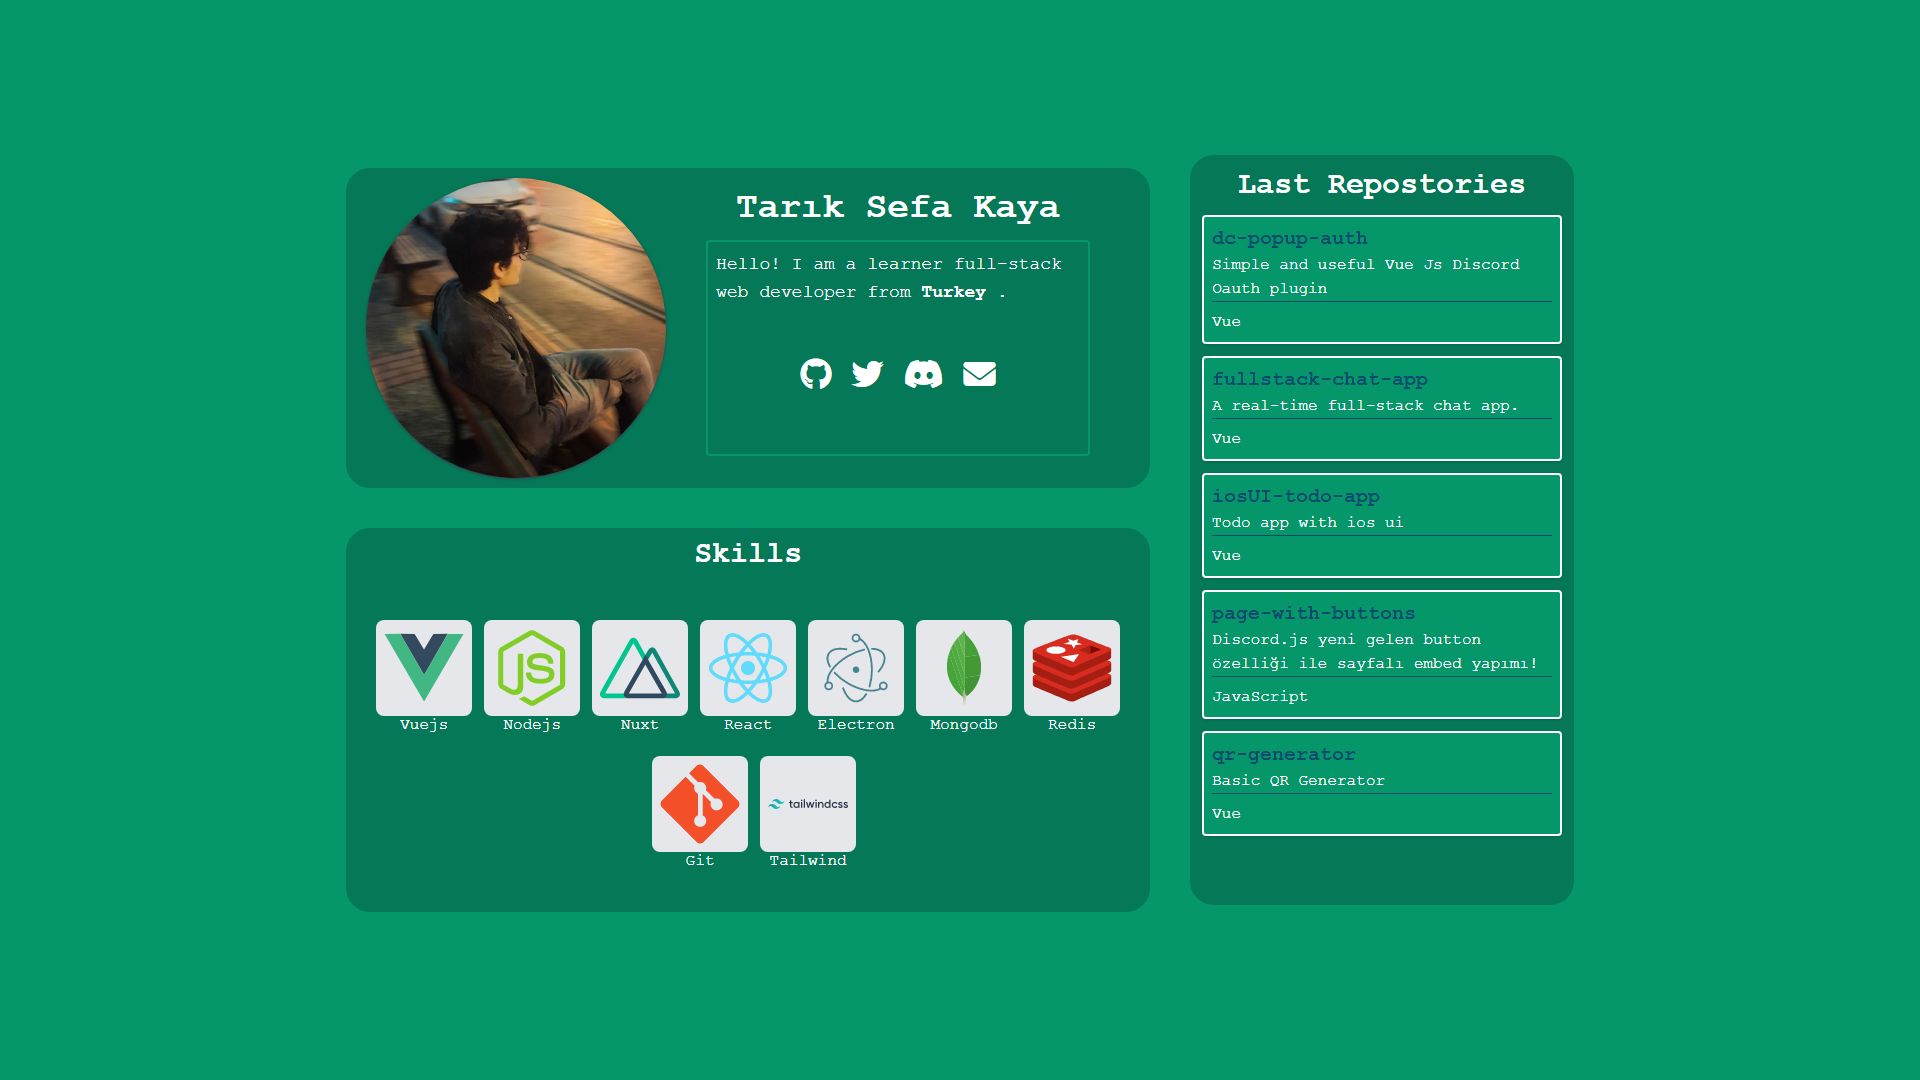 Tarık Sefa Kaya
Hello! I am a learner full-stack
web developer from Turkey .
Skills
JS
Vuejs
Nodejs
Nuxt
React
Electron
Mongodb
Redis
tailwindcss
Git
Tailwind
Last Repostories
dc-popup-auth
Simple and useful Vue Js Discord
Oauth plugin
Vue
fullstack-chat-app
A real-time full-stack chat app.
Vue
iosUI-todo-app
Todo app with ios ui
Vue
page-with-buttons
Discord.js yeni gelen button
özelliği ile sayfalı embed yapımı!
JavaScript
qr-generator
Basic QR Generator
Vue